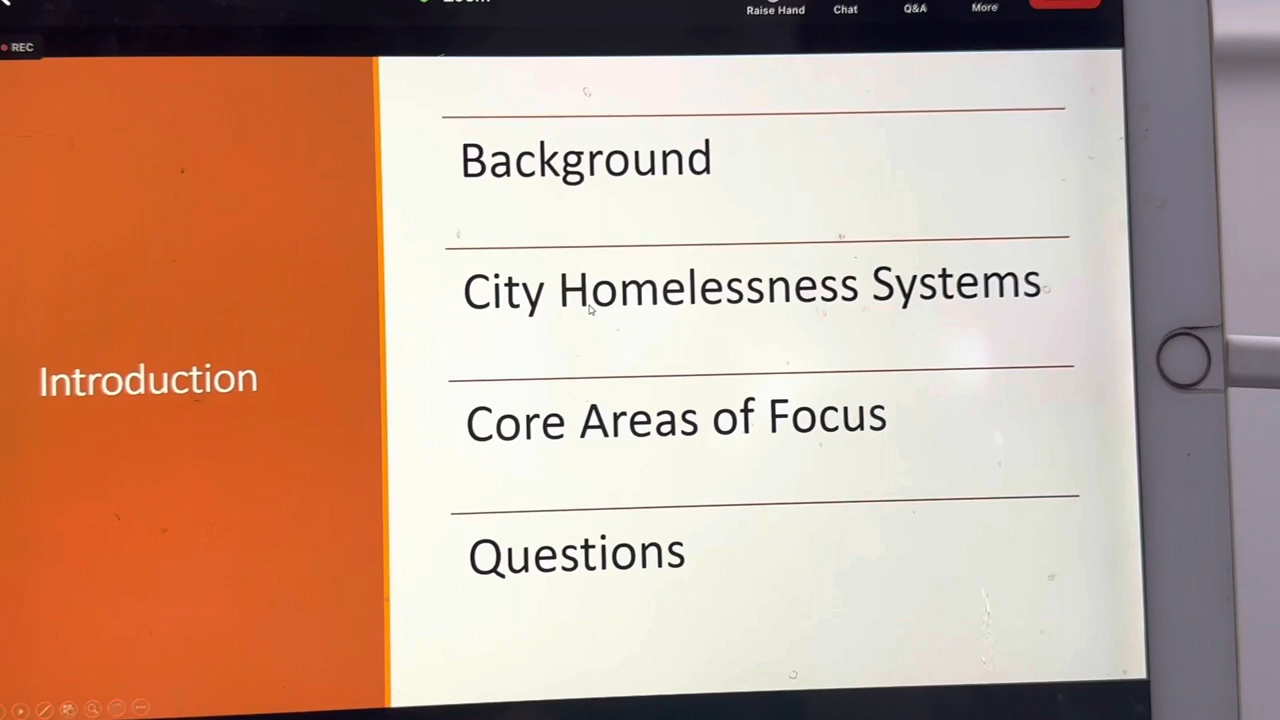 Raise Hand
Chat
Q&A
More
REC
Introduction
Background
City Homelessness Systems
Core Areas of Focus
Questions